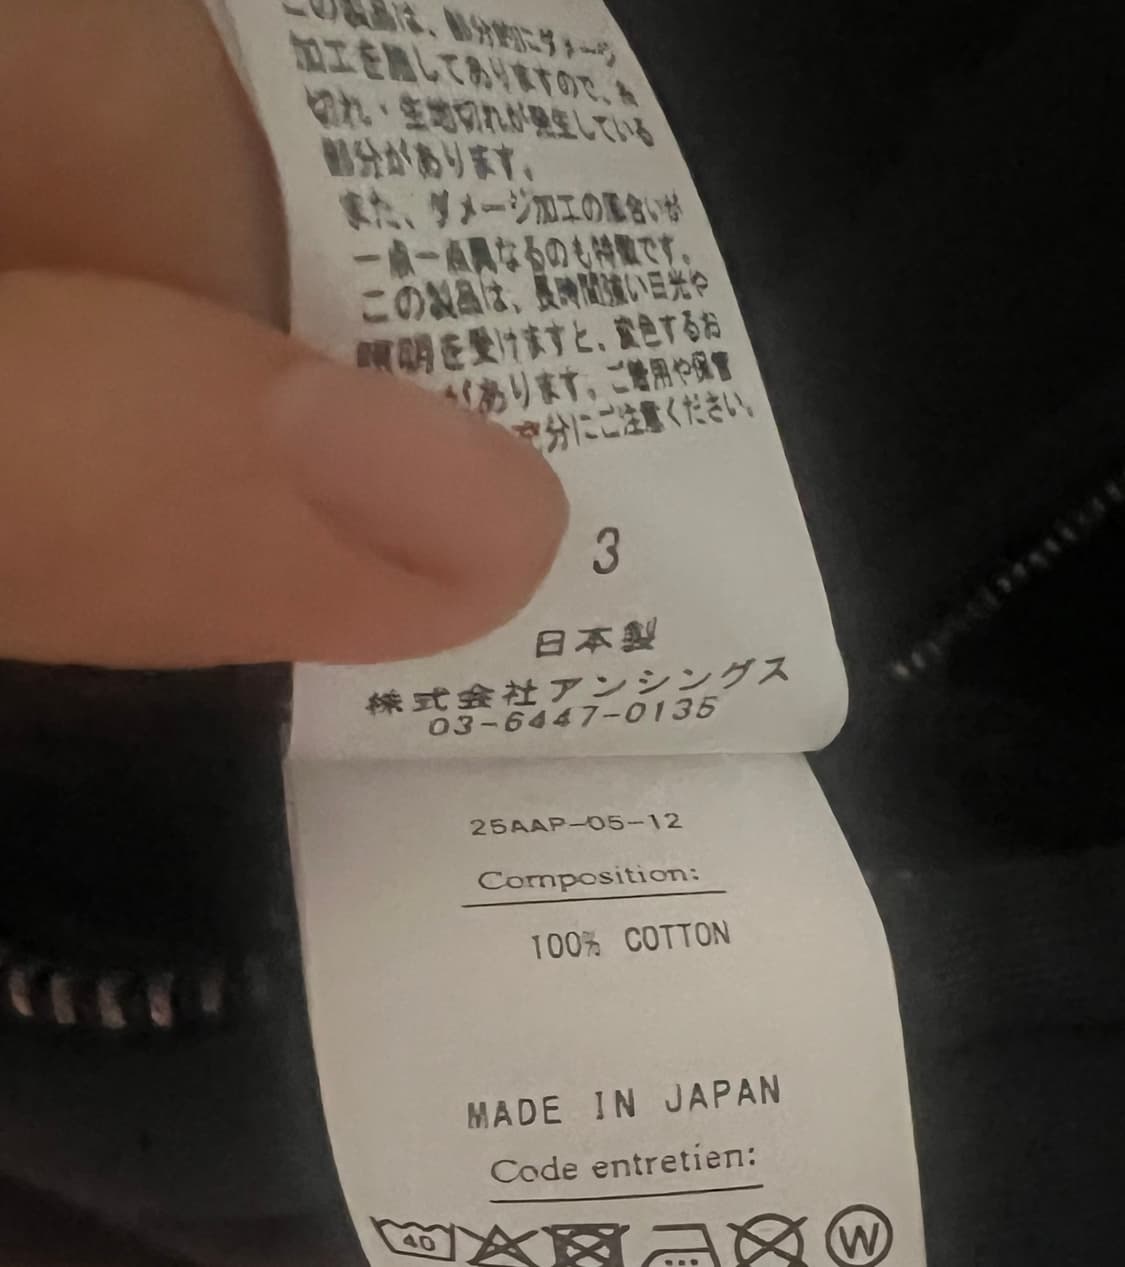 この製品は、部分的にダメージ
加工を施してありますので、糸
切れ・生地切れが発生している
部分があります。
また、ダメージ加工の風合いが
一点一点異なるのも特徴です。
この製品は、長時間強い日光や
照明を受けますと、変色するお
があります。ご着用や保管
充分にご注意ください。
3
日本製
株式会社アンシングス
03-6447-0135
25AAP-05-12
Composition:
100% COTTON
MADE IN JAPAN
Code entretien:
40
W